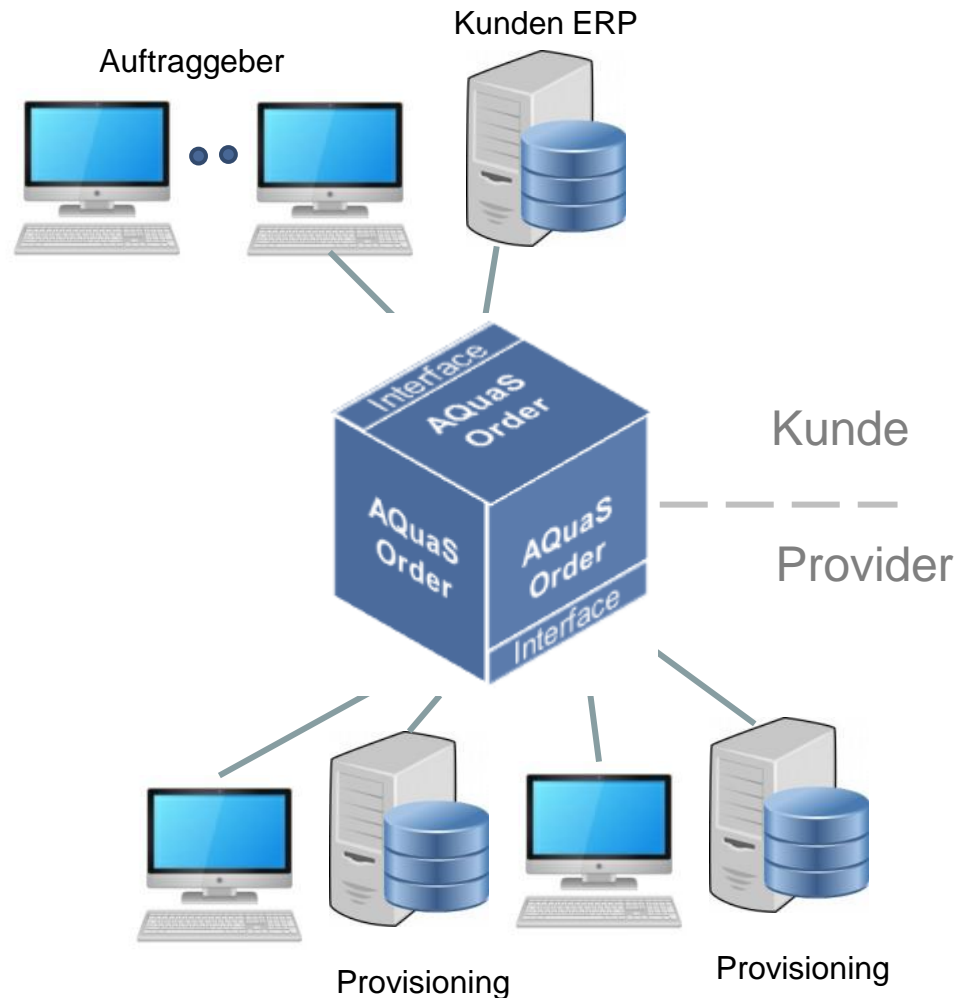 Kunden ERP
Auftraggeber
Interface
AQuaS
Order
AQuaS
Order
AQuaS
Order
Interface
Kunde
Provider
Provisioning
Provisioning